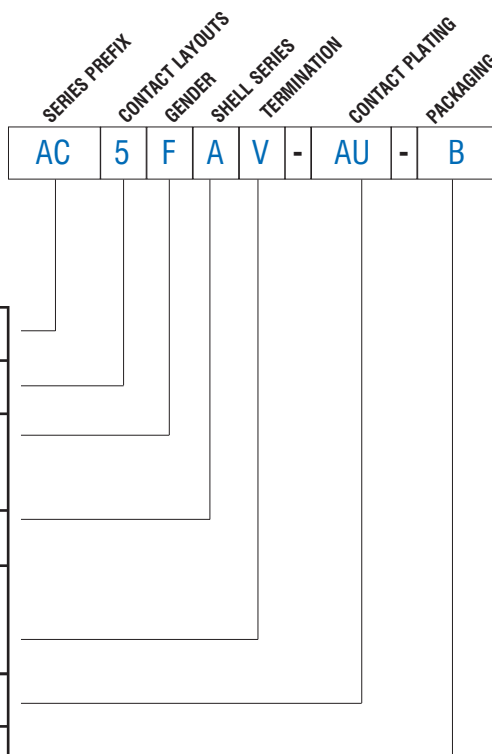 SERIES PREFIX
CONTACT LAYOUTS
GENDER
SHELL SERIES
TERMINATION
CONTACT PLATING
PACKAGING
AC 5 F A V - AU - B